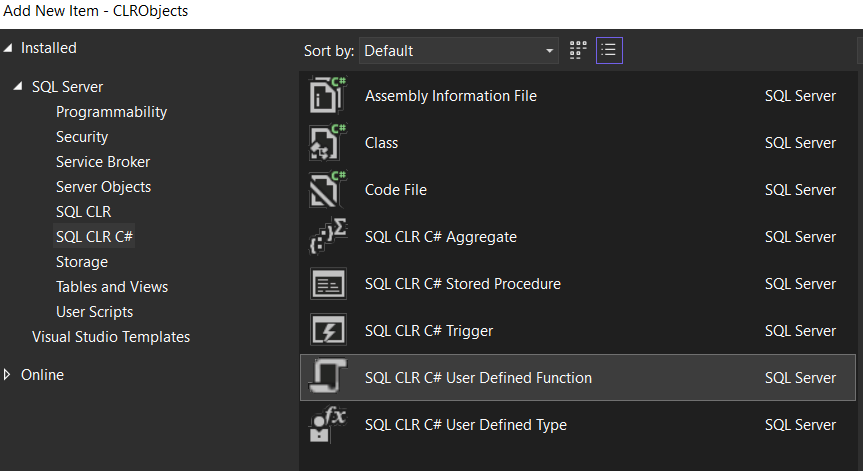 Add New Item - CLRObjects
Installed
SQL Server
Programmability
Security
Service Broker
Server Objects
SQL CLR
SQL CLR C#
Storage
Tables and Views
User Scripts
Visual Studio Templates
Online
Sort by: Default
Assembly Information File SQL Server
Class SQL Server
Code File SQL Server
SQL CLR C# Aggregate SQL Server
SQL CLR C# Stored Procedure SQL Server
SQL CLR C# Trigger SQL Server
SQL CLR C# User Defined Function SQL Server
SQL CLR C# User Defined Type SQL Server